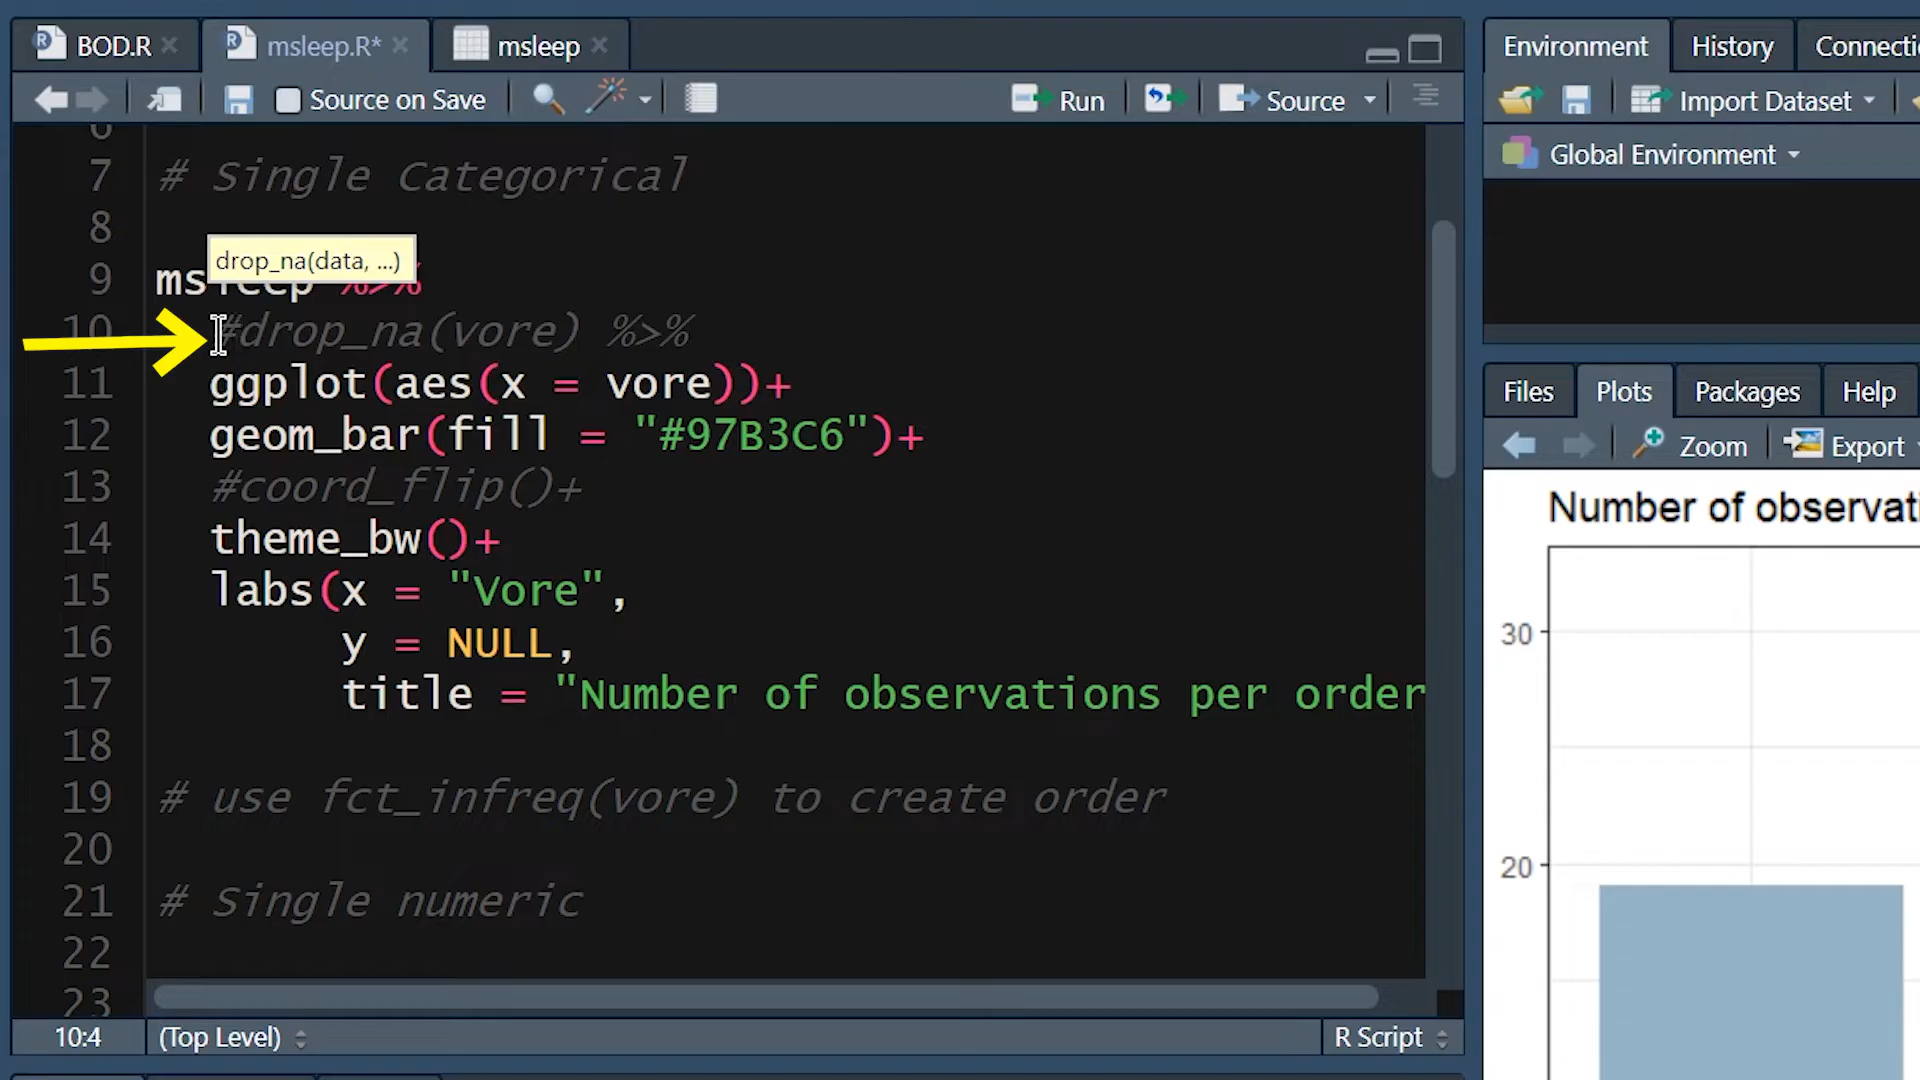 BOD.R
msleep.R*
msleep
Source on Save
Run
Source
6
7 # Single Categorical
8
drop_na(data, ...)
9 msleep %>%
10 #drop_na(vore) %>%
11 ggplot(aes(x = vore))+
12 geom_bar(fill = "#97B3C6")+
13 #coord_flip()+
14 theme_bw()+
15 labs(x = "Vore",
16 y = NULL,
17 title = "Number of observations per order
18
19 # use fct_infreq(vore) to create order
20
21 # Single numeric
22
23
10:4
(Top Level)
R Script
Environment
History
Connecti
Import Dataset
Global Environment
Files
Plots
Packages
Help
Zoom
Export
Number of observati
30
20